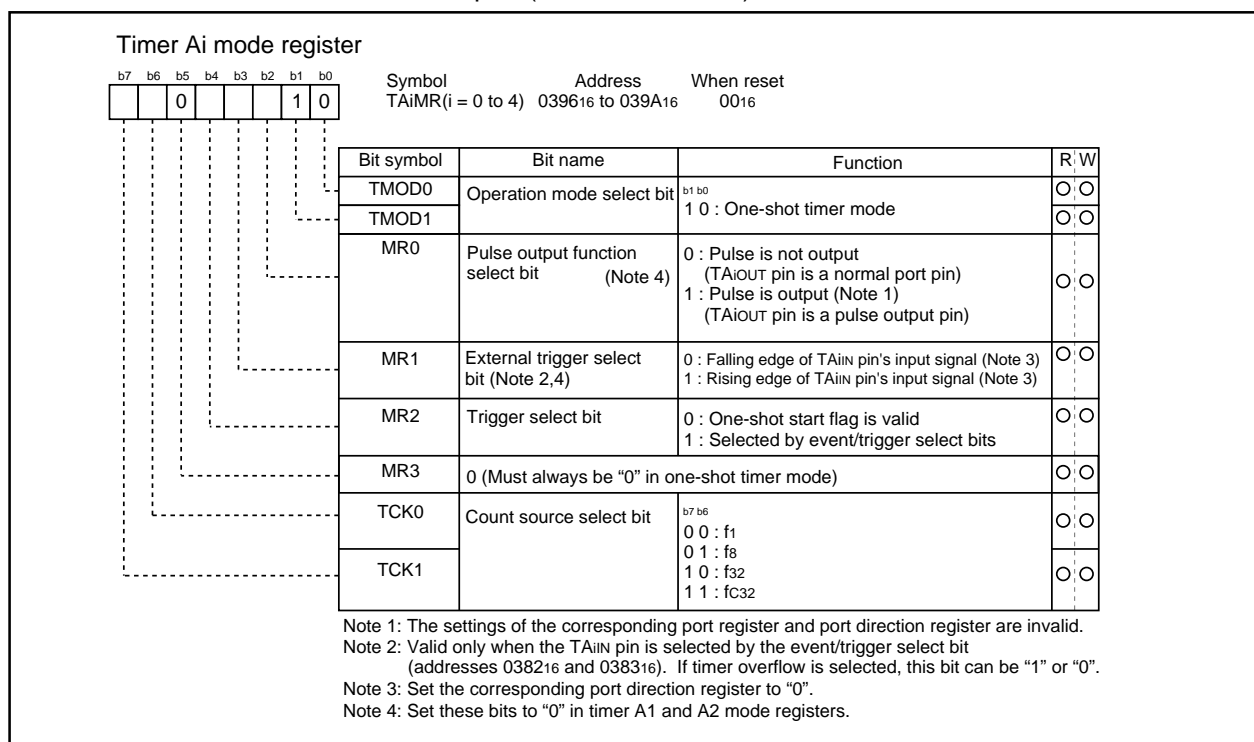 Timer Ai mode register
b7 b6 b5 b4 b3 b2 b1 b0
0 1 0
Symbol Address When reset
TAiMR(i = 0 to 4) 039616 to 039A16 0016
Bit symbol Bit name Function R W
TMOD0 Operation mode select bit b1 b0
1 0 : One-shot timer mode
TMOD1
MR0 Pulse output function select bit (Note 4)
0 : Pulse is not output
(TAiOUT pin is a normal port pin)
1 : Pulse is output (Note 1)
(TAiOUT pin is a pulse output pin)
MR1 External trigger select bit (Note 2,4)
0 : Falling edge of TAiIN pin's input signal (Note 3)
1 : Rising edge of TAiIN pin's input signal (Note 3)
MR2 Trigger select bit
0 : One-shot start flag is valid
1 : Selected by event/trigger select bits
MR3 0 (Must always be “0” in one-shot timer mode)
TCK0 Count source select bit b7 b6
0 0 : f1
0 1 : f8
TCK1 1 0 : f32
1 1 : fC32
Note 1: The settings of the corresponding port register and port direction register are invalid.
Note 2: Valid only when the TAiIN pin is selected by the event/trigger select bit
(addresses 038216 and 038316). If timer overflow is selected, this bit can be “1” or “0”.
Note 3: Set the corresponding port direction register to “0”.
Note 4: Set these bits to “0” in timer A1 and A2 mode registers.